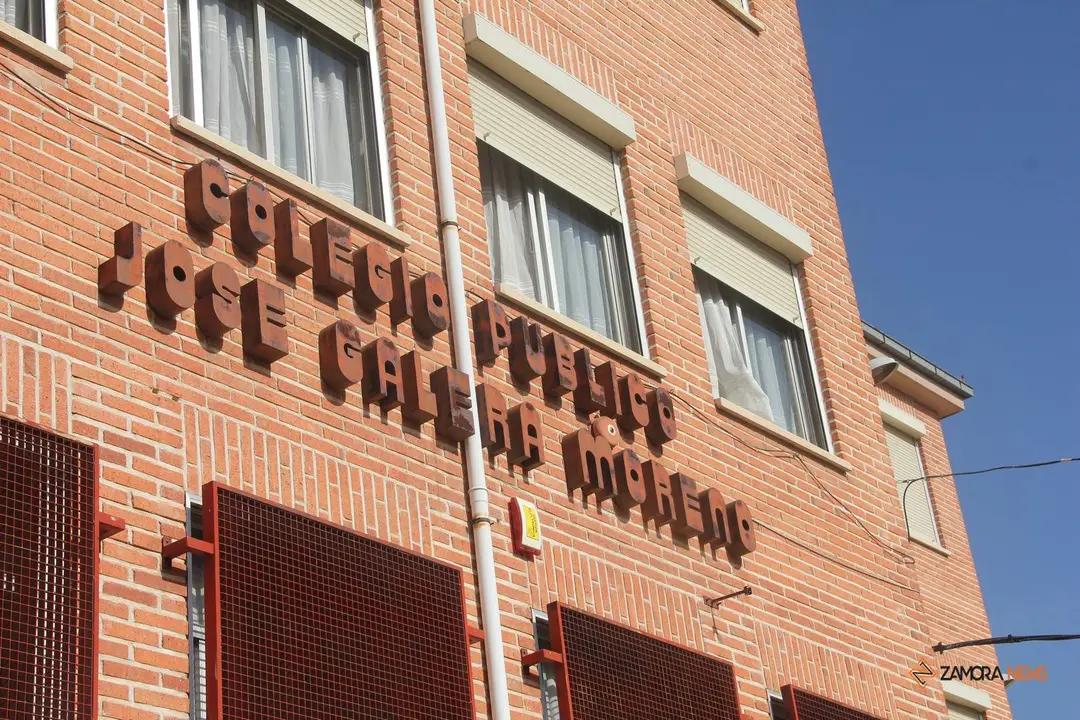 COLEGIO PUBLICO
JOSE GALERA MORENO
ZAMORA NEWS